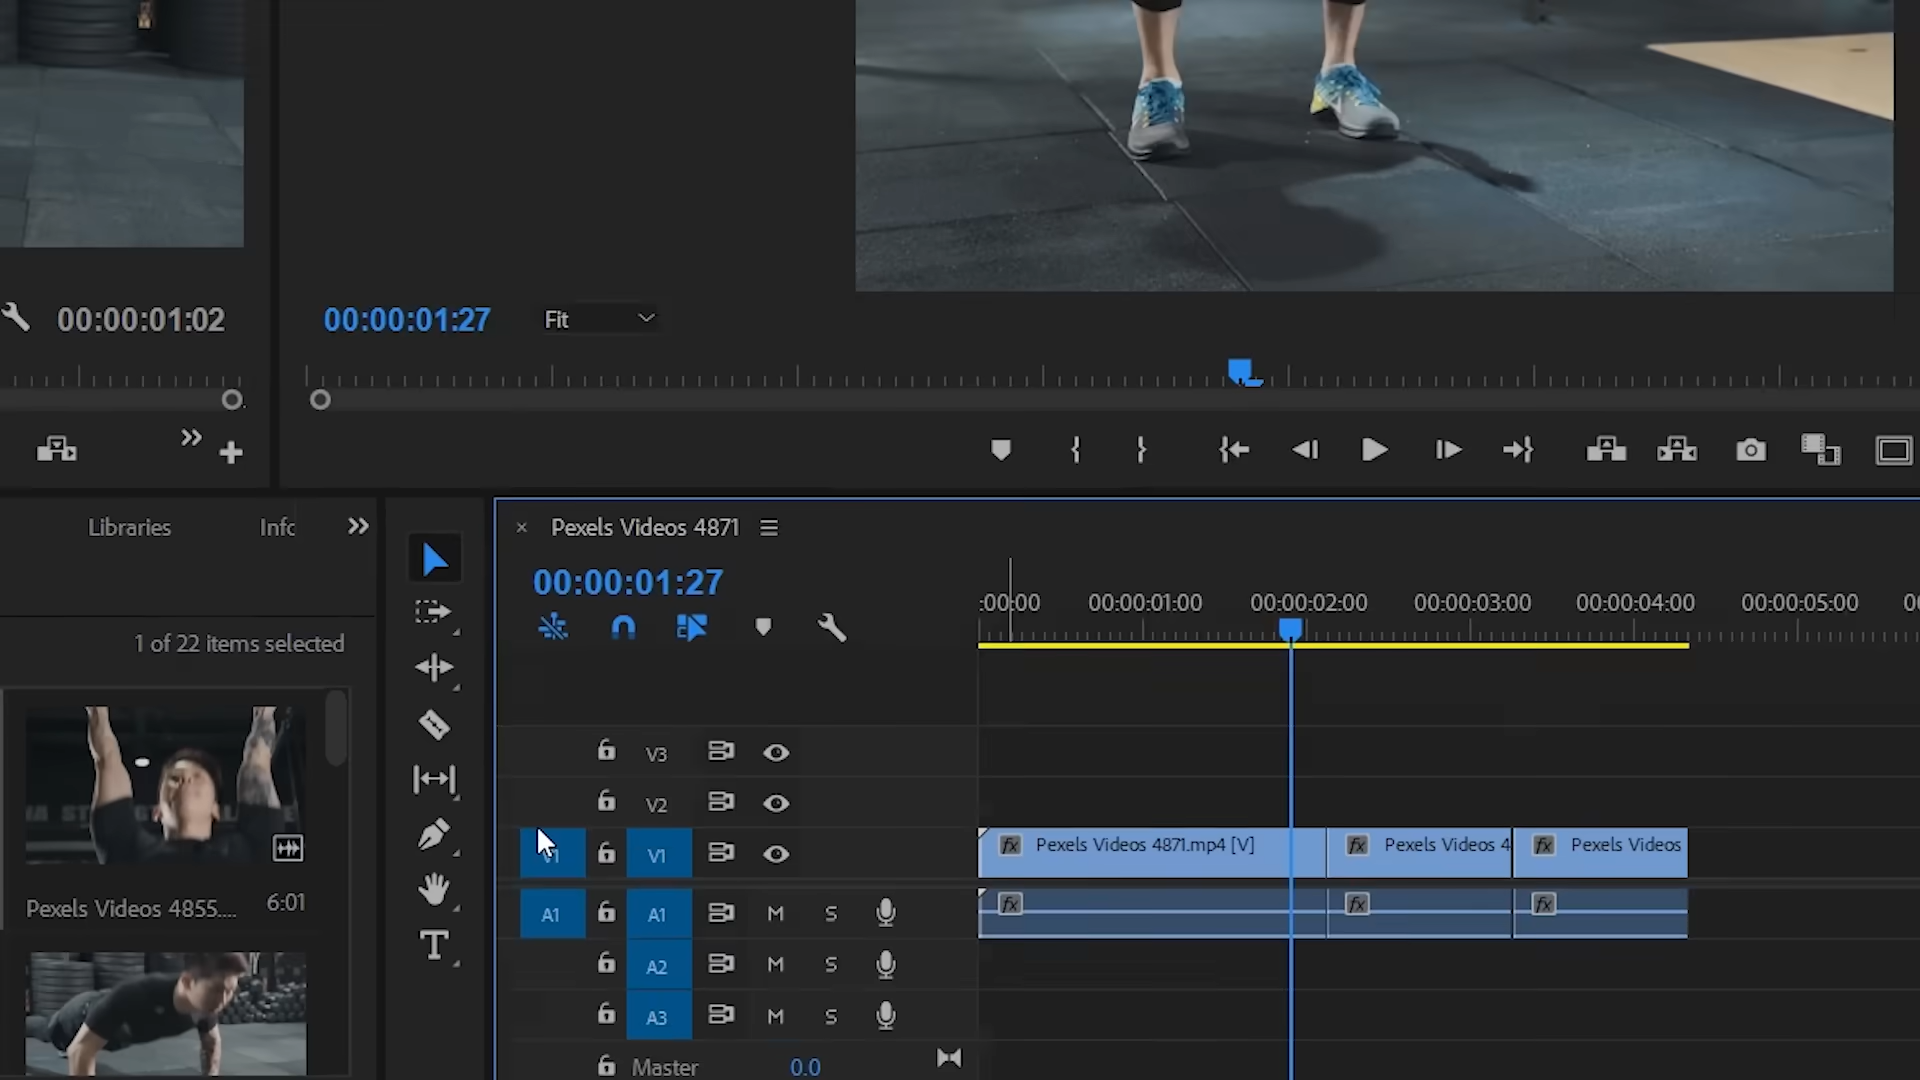 00:00:01:02
00:00:01:27
Fit
Libraries
Info
Pexels Videos 4871
00:00:01:27
:00:00
00:00:01:00
00:00:02:00
00:00:03:00
00:00:04:00
00:00:05:00
1 of 22 items selected
V3
V2
V1
V1
fx Pexels Videos 4871.mp4 [V]
fx Pexels Videos 4
fx Pexels Videos
Pexels Videos 4855....
6:01
A1
A1
M
S
fx
fx
fx
A2
M
S
A3
M
S
Master
0.0